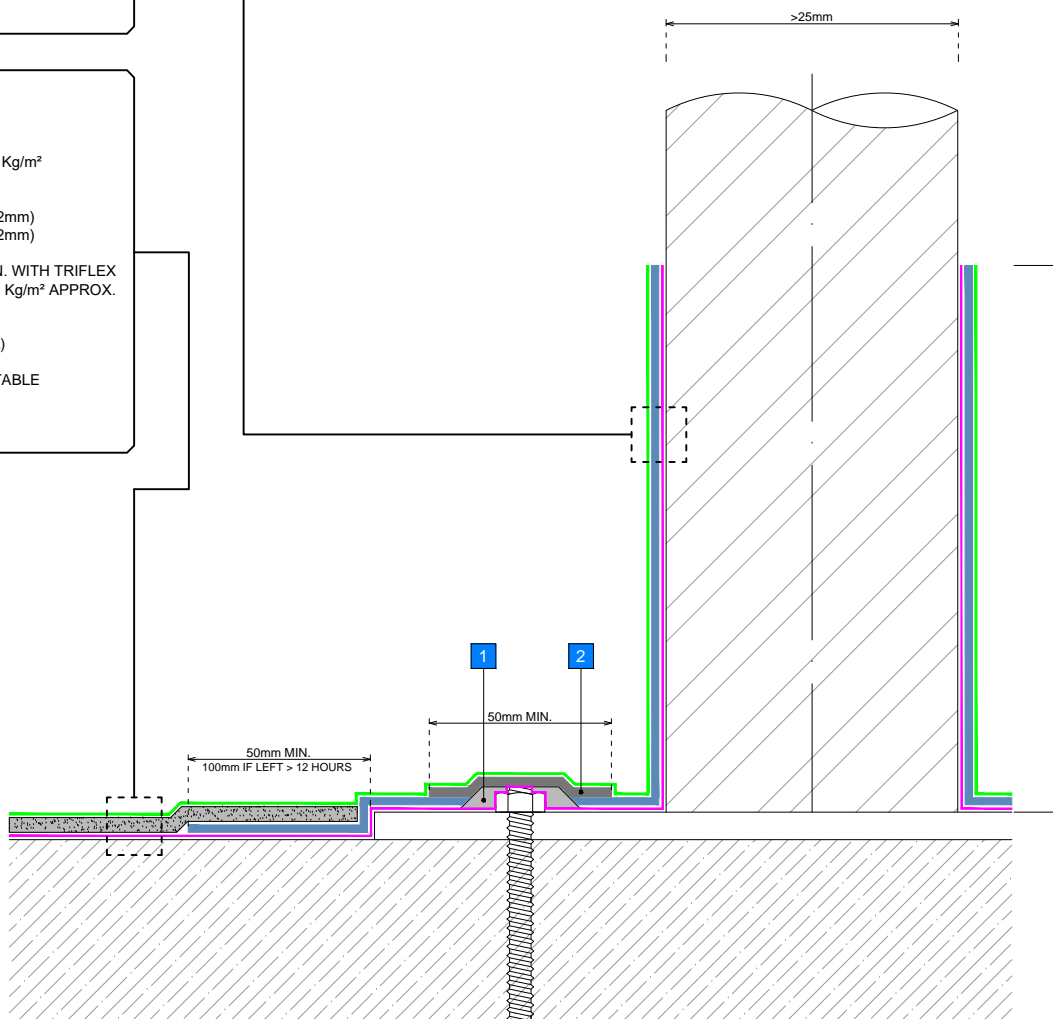 >25mm
Kg/m²
2mm)
2mm)
N. WITH TRIFLEX
Kg/m² APPROX.
)
TABLE
1
2
50mm MIN.
50mm MIN.
100mm IF LEFT > 12 HOURS